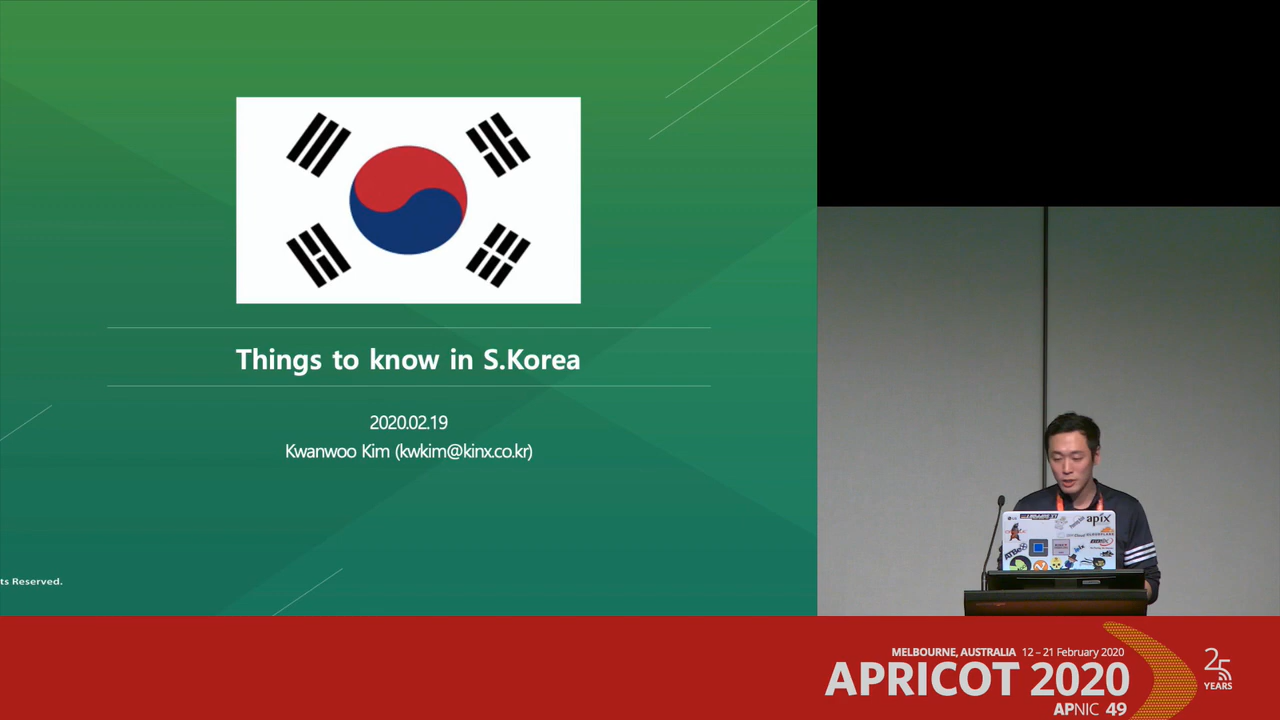 Things to know in S.Korea
2020.02.19
Kwanwoo Kim (kwkim@kinx.co.kr)
ts Reserved.
apix
MELBOURNE, AUSTRALIA 12 – 21 February 2020
APRICOT 2020
APNIC 49
25
YEARS